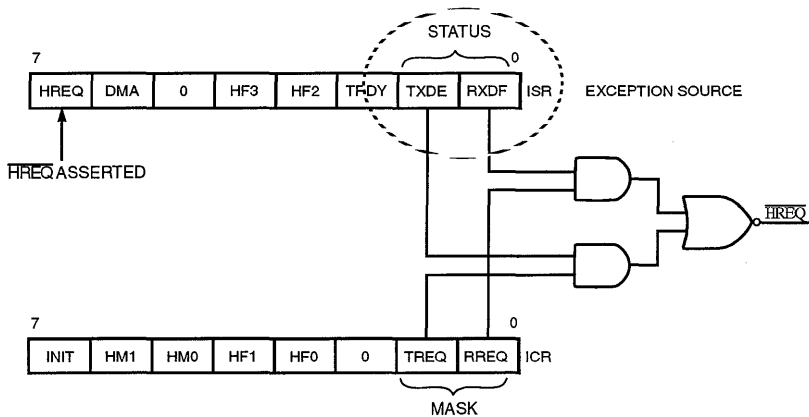 STATUS
7 0
HREQ DMA 0 HF3 HF2 TRDY TXDE RXDF ISR EXCEPTION SOURCE
HREQ ASSERTED
HREQ
7 0
INIT HM1 HM0 HF1 HF0 0 TREQ RREQ ICR
MASK